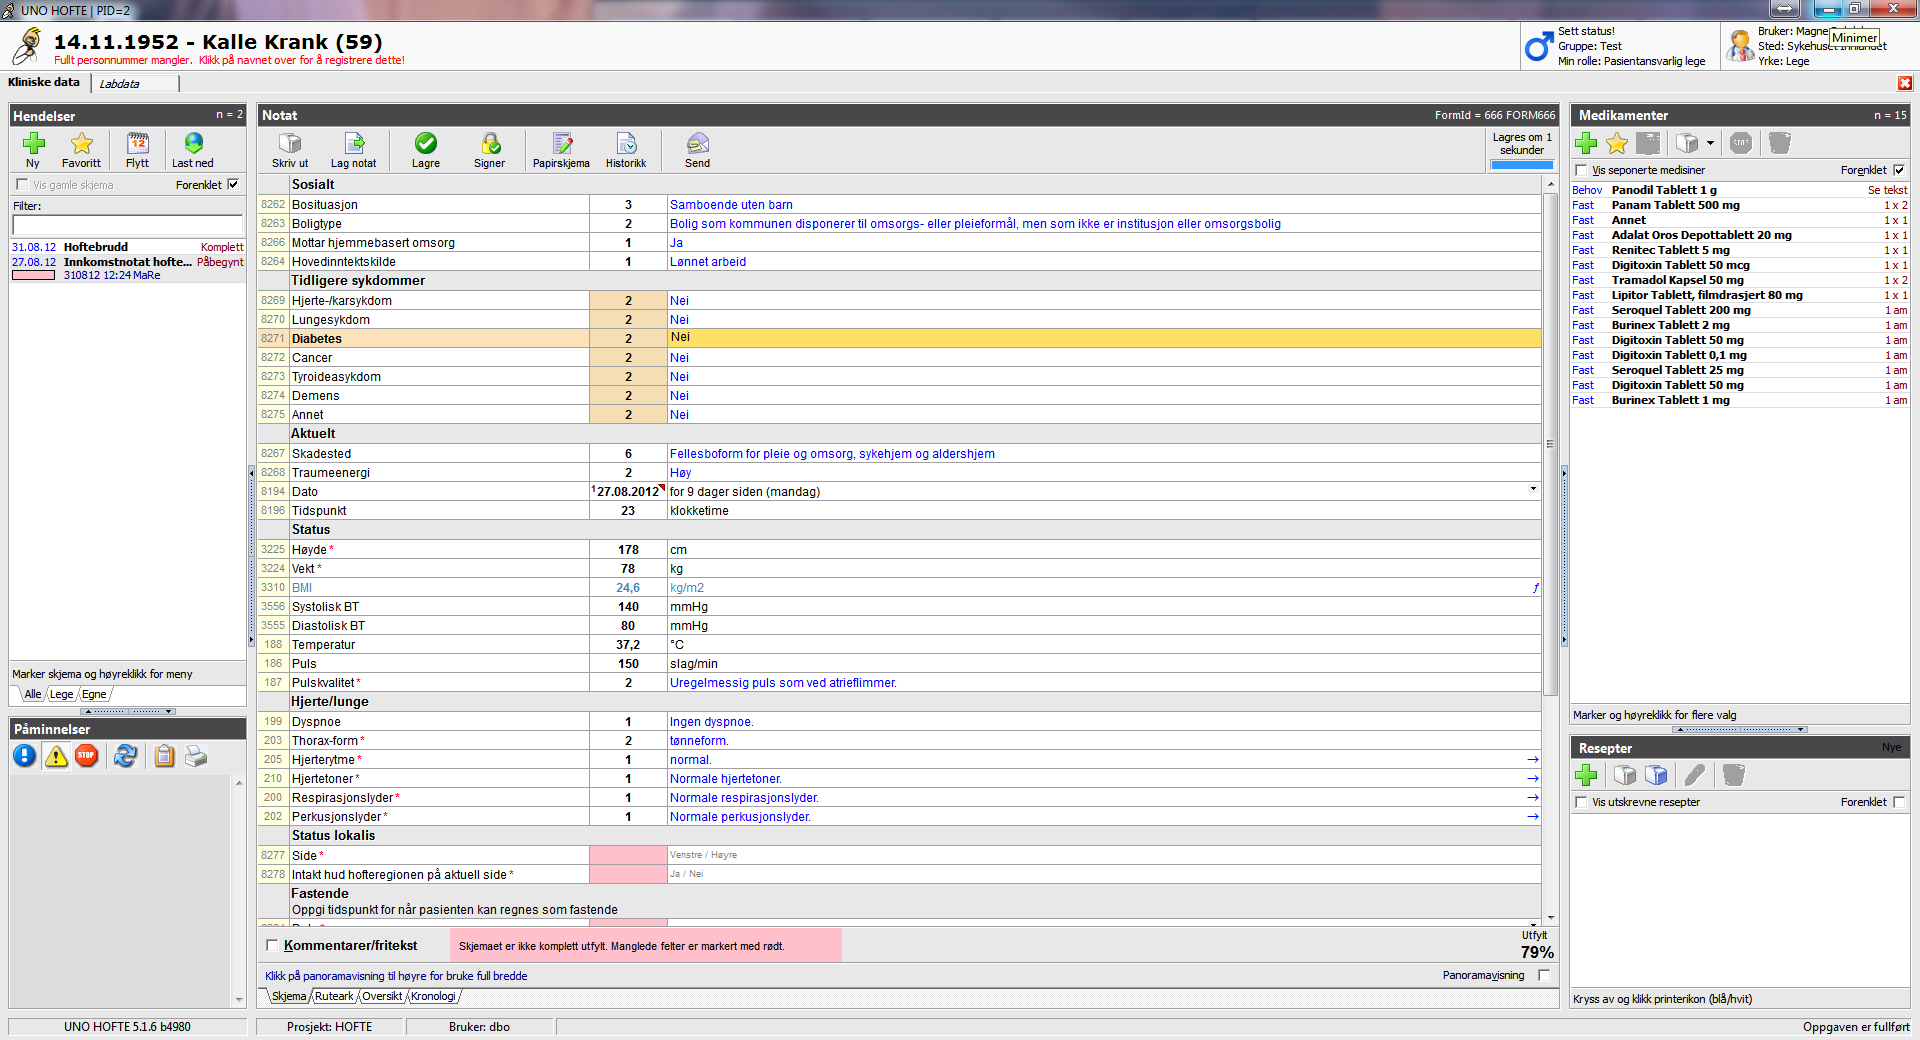 UNO HOFTE | PID=2
14.11.1952 - Kalle Krank (59)
Fullt personnummer mangler. Klikk på navnet over for å registrere dette!
Sett status!
Gruppe: Test
Min rolle: Pasientansvarlig lege
Bruker: Magne
Minimer
Sted: Sykehuset Innlandet
Yrke: Lege
Kliniske data
Labdata
Hendelser n = 2
Ny Favoritt Flytt Last ned
Vis gamle skjema Forenklet
Filter:
31.08.12 Hoftebrudd Komplett
27.08.12 Innkomstnotat hofte... Påbegynt
310812 12:24 MaRe
Marker skjema og høyreklikk for meny
Alle Lege Egne
Påminnelser
STOP
Notat FormId = 666 FORM666
Skriv ut Lag notat Lagre Signer Papirskjema Historikk Send
Lagres om 1
sekunder
Sosialt
8262 Bosituasjon 3 Samboende uten barn
8263 Boligtype 2 Bolig som kommunen disponerer til omsorgs- eller pleieformål, men som ikke er institusjon eller omsorgsbolig
8266 Mottar hjemmebasert omsorg 1 Ja
8264 Hovedinntektskilde 1 Lønnet arbeid
Tidligere sykdommer
8269 Hjerte-/karsykdom 2 Nei
8270 Lungesykdom 2 Nei
8271 Diabetes 2 Nei
8272 Cancer 2 Nei
8273 Tyroideasykdom 2 Nei
8274 Demens 2 Nei
8275 Annet 2 Nei
Aktuelt
8267 Skadested 6 Fellesboform for pleie og omsorg, sykehjem og aldershjem
8268 Traumeenergi 2 Høy
8194 Dato 1 27.08.2012 for 9 dager siden (mandag)
8196 Tidspunkt 23 klokketime
Status
3225 Høyde * 178 cm
3224 Vekt * 78 kg
3310 BMI 24,6 kg/m2 ƒ
3556 Systolisk BT 140 mmHg
3555 Diastolisk BT 80 mmHg
188 Temperatur 37,2 °C
186 Puls 150 slag/min
187 Pulskvalitet * 2 Uregelmessig puls som ved atrieflimmer.
Hjerte/lunge
199 Dyspnoe 1 Ingen dyspnoe.
203 Thorax-form * 2 tønneform.
205 Hjerterytme * 1 normal. →
210 Hjertetoner * 1 Normale hjertetoner. →
200 Respirasjonslyder * 1 Normale respirasjonslyder. →
202 Perkusjonslyder * 1 Normale perkusjonslyder. →
Status lokalis
8277 Side * Venstre / Høyre
8278 Intakt hud hofteregionen på aktuell side * Ja / Nei
Fastende
Oppgi tidspunkt for når pasienten kan regnes som fastende
Kommentarer/fritekst
Skjemaet er ikke komplett utfylt. Manglede felter er markert med rødt.
Utfylt
79%
Klikk på panoramavisning til høyre for bruke full bredde Panoramavisning
Skjema Ruteark Oversikt Kronologi
Medikamenter n = 15
Vis seponerte medisiner Forenklet
Behov Panodil Tablett 1 g Se tekst
Fast Panam Tablett 500 mg 1 x 2
Fast Annet 1 x 1
Fast Adalat Oros Depottablett 20 mg 1 x 1
Fast Renitec Tablett 5 mg 1 x 1
Fast Digitoxin Tablett 50 mcg 1 x 1
Fast Tramadol Kapsel 50 mg 1 x 2
Fast Lipitor Tablett, filmdrasjert 80 mg 1 x 1
Fast Seroquel Tablett 200 mg 1 am
Fast Burinex Tablett 2 mg 1 am
Fast Digitoxin Tablett 50 mg 1 am
Fast Digitoxin Tablett 0,1 mg 1 am
Fast Seroquel Tablett 25 mg 1 am
Fast Digitoxin Tablett 50 mg 1 am
Fast Burinex Tablett 1 mg 1 am
Marker og høyreklikk for flere valg
Resepter Nye
Vis utskrevne resepter Forenklet
Kryss av og klikk printerikon (blå/hvit)
UNO HOFTE 5.1.6 b4980 Prosjekt: HOFTE Bruker: dbo Oppgaven er fullført